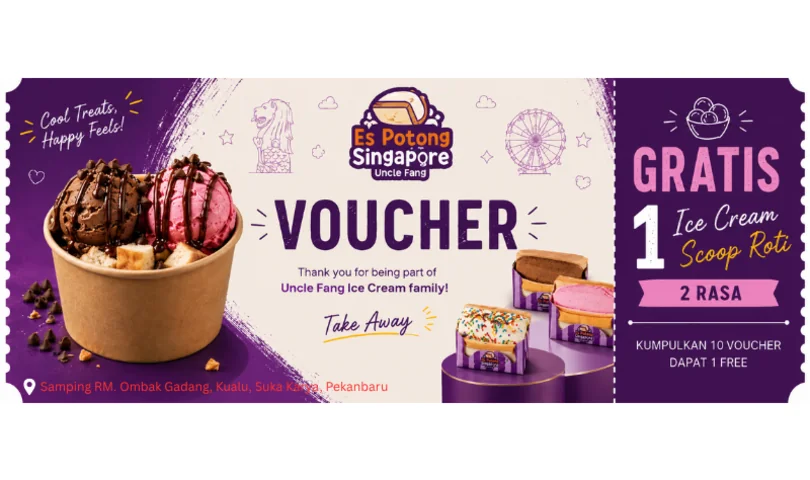 Cool Treats,
Happy Feels!
Es Potong
Singapore
Uncle Fang
VOUCHER
Thank you for being part of
Uncle Fang Ice Cream family!
Take Away
Samping RM. Ombak Gadang, Kualu, Suka Karya, Pekanbaru
GRATIS
1 Ice Cream
Scoop Roti
2 RASA
KUMPULKAN 10 VOUCHER
DAPAT 1 FREE